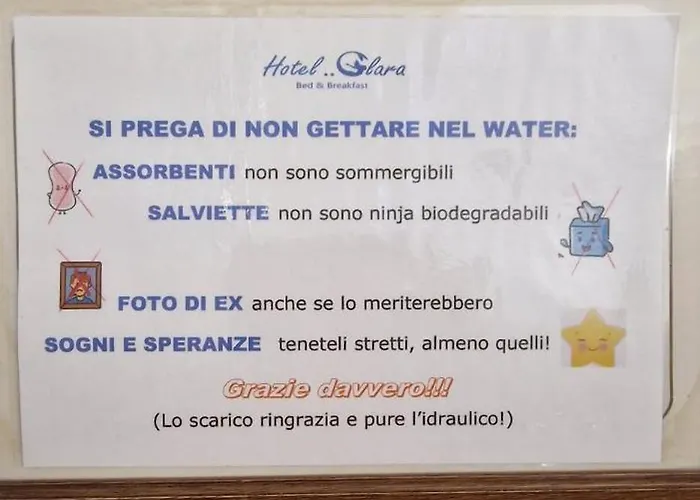 Hotel .. Glara
Bed & Breakfast
SI PREGA DI NON GETTARE NEL WATER:
ASSORBENTI non sono sommergibili
SALVIETTE non sono ninja biodegradabili
FOTO DI EX anche se lo meriterebbero
SOGNI E SPERANZE teneteli stretti, almeno quelli!
Grazie davvero!!!
(Lo scarico ringrazia e pure l'idraulico!)